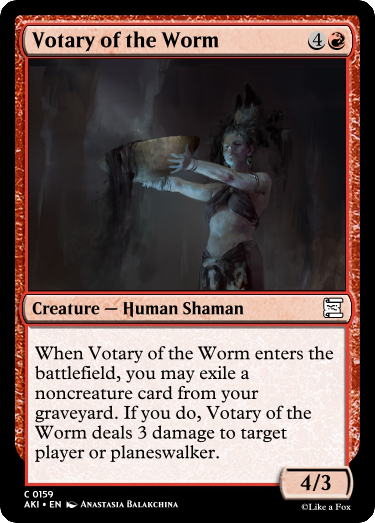 Votary of the Worm 4
Creature — Human Shaman
When Votary of the Worm enters the
battlefield, you may exile a
noncreature card from your
graveyard. If you do, Votary of the
Worm deals 3 damage to target
player or planeswalker.
4/3
C 0159
AKI • EN Anastasia Balakchina
©Like a Fox